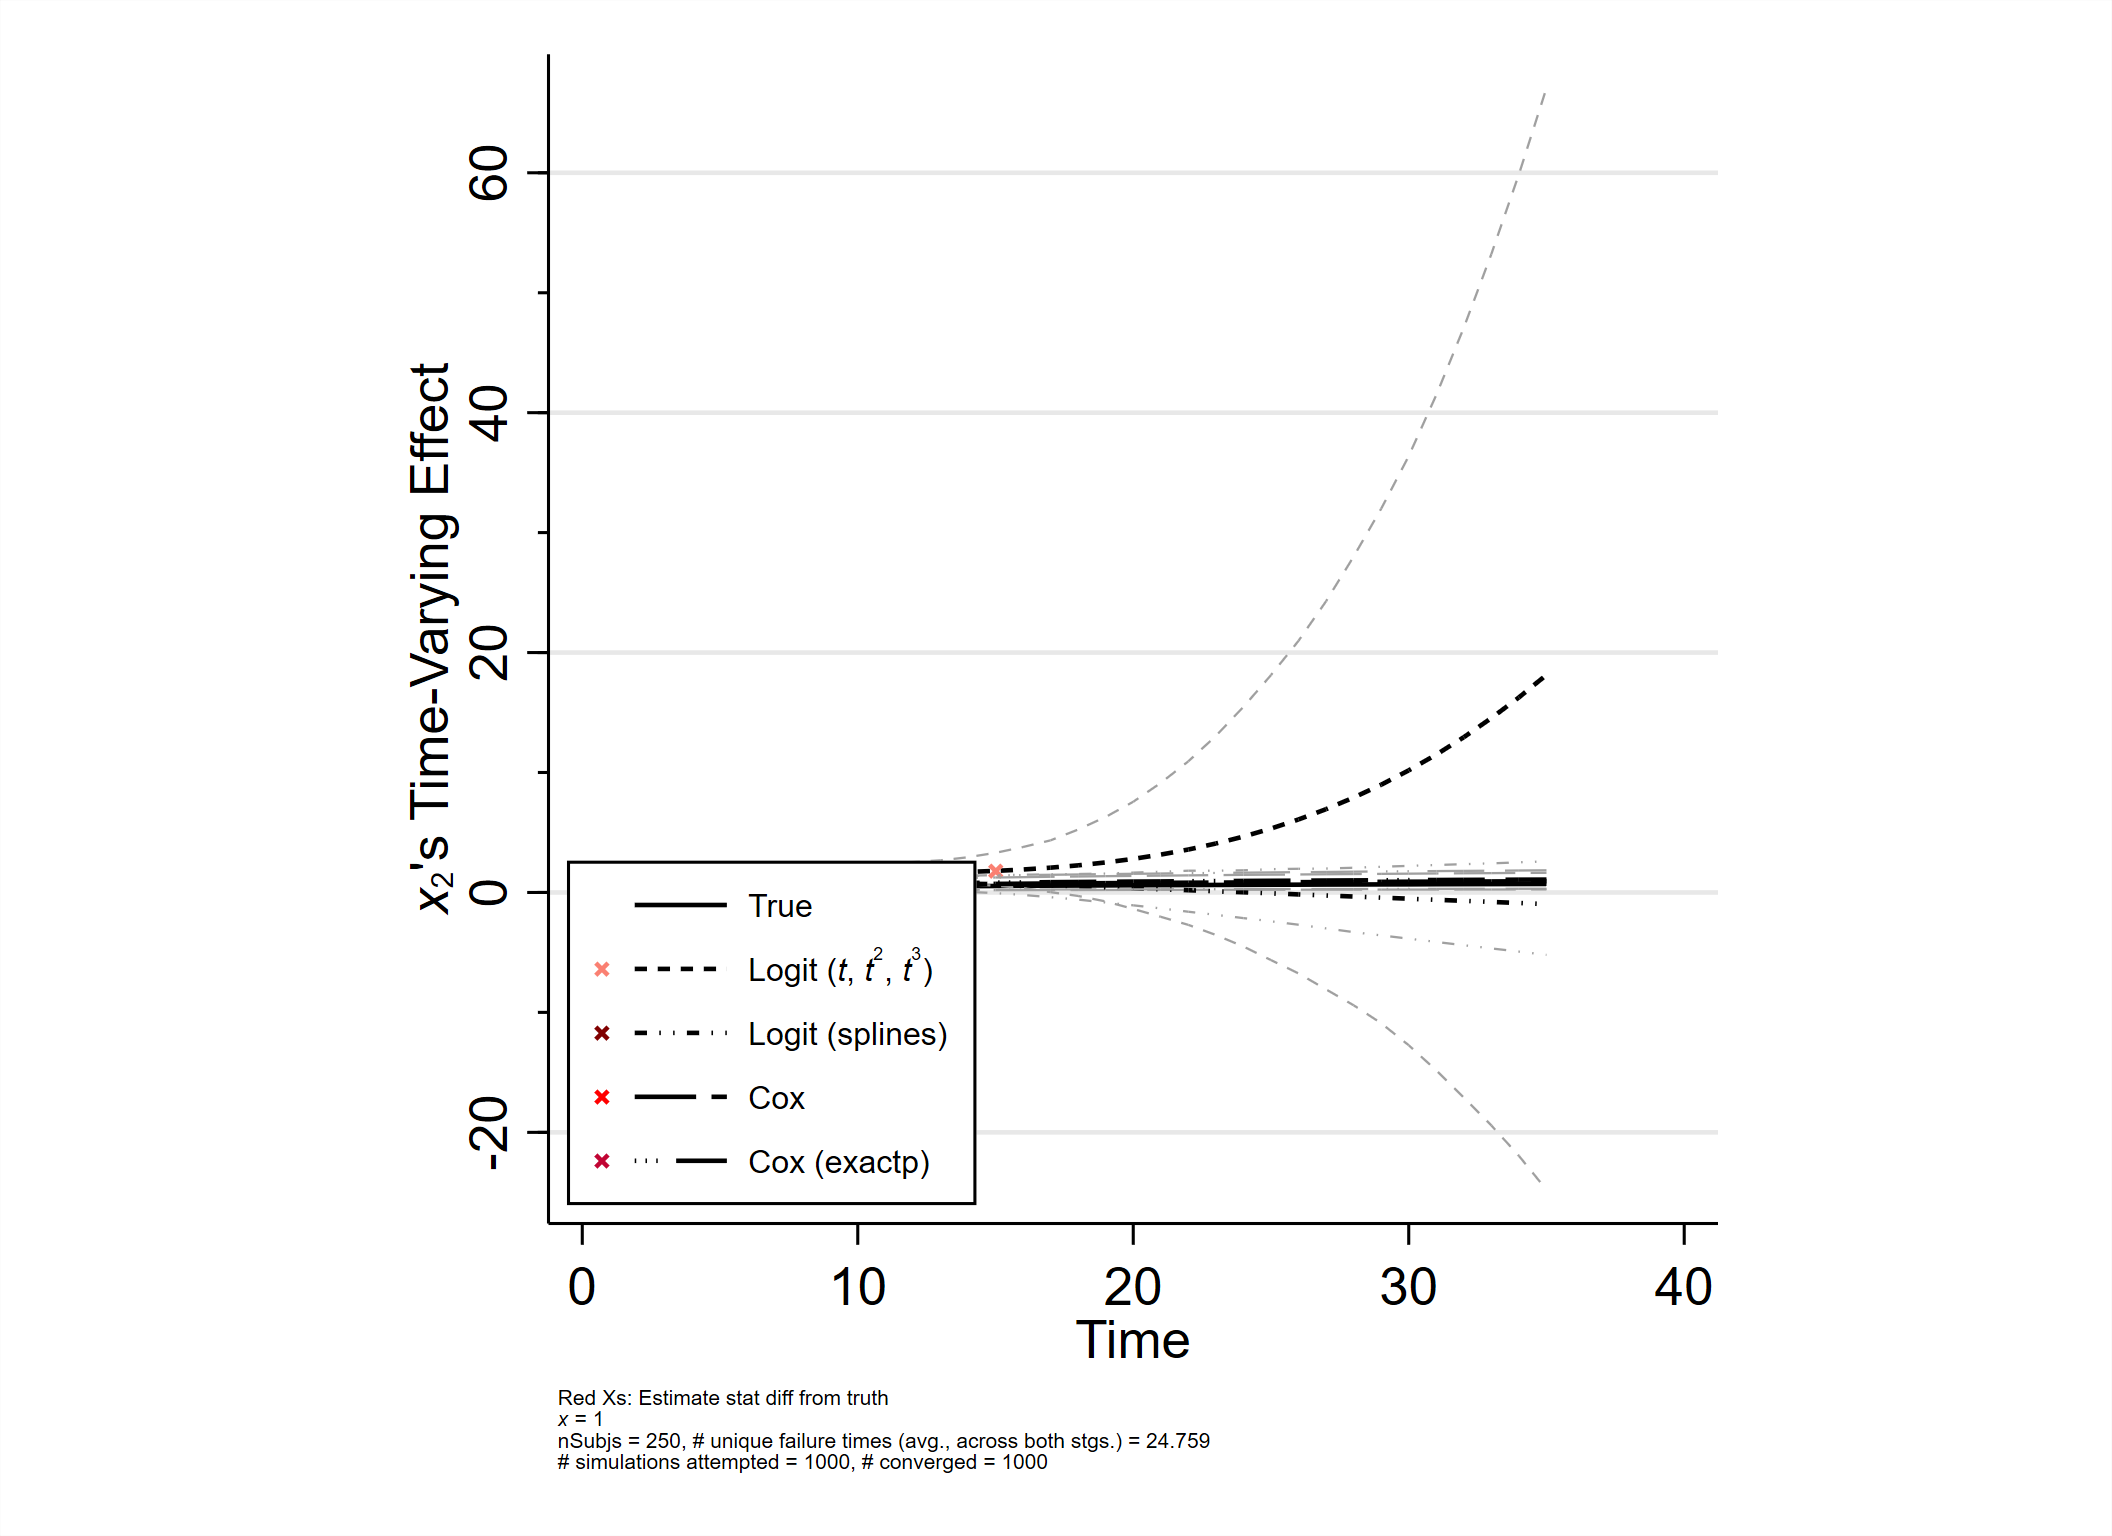 60
40
20
0
-20
x₂'s Time-Varying Effect
True
Logit (t, t², t³)
Logit (splines)
Cox
Cox (exactp)
0 10 20 30 40
Time
Red Xs: Estimate stat diff from truth
x = 1
nSubjs = 250, # unique failure times (avg., across both stgs.) = 24.759
# simulations attempted = 1000, # converged = 1000